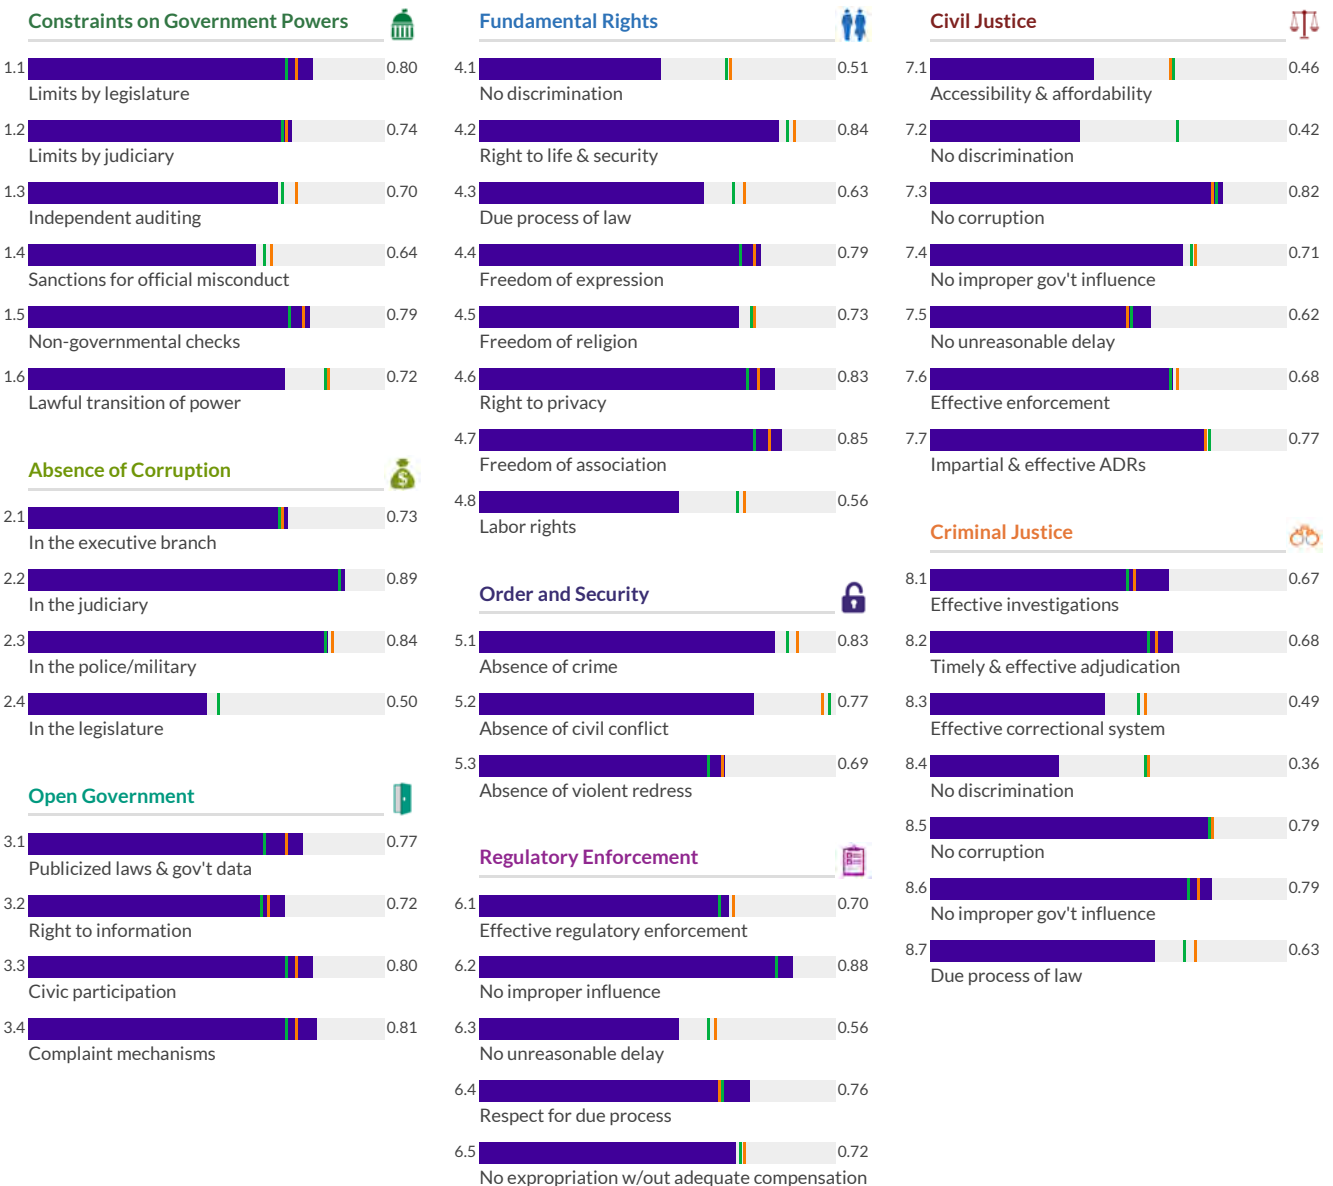 Constraints on Government Powers
1.1 0.80
Limits by legislature
1.2 0.74
Limits by judiciary
1.3 0.70
Independent auditing
1.4 0.64
Sanctions for official misconduct
1.5 0.79
Non-governmental checks
1.6 0.72
Lawful transition of power
Absence of Corruption
$
2.1 0.73
In the executive branch
2.2 0.89
In the judiciary
2.3 0.84
In the police/military
2.4 0.50
In the legislature
Open Government
3.1 0.77
Publicized laws & gov't data
3.2 0.72
Right to information
3.3 0.80
Civic participation
3.4 0.81
Complaint mechanisms
Fundamental Rights
4.1 0.51
No discrimination
4.2 0.84
Right to life & security
4.3 0.63
Due process of law
4.4 0.79
Freedom of expression
4.5 0.73
Freedom of religion
4.6 0.83
Right to privacy
4.7 0.85
Freedom of association
4.8 0.56
Labor rights
Order and Security
5.1 0.83
Absence of crime
5.2 0.77
Absence of civil conflict
5.3 0.69
Absence of violent redress
Regulatory Enforcement
6.1 0.70
Effective regulatory enforcement
6.2 0.88
No improper influence
6.3 0.56
No unreasonable delay
6.4 0.76
Respect for due process
6.5 0.72
No expropriation w/out adequate compensation
Civil Justice
7.1 0.46
Accessibility & affordability
7.2 0.42
No discrimination
7.3 0.82
No corruption
7.4 0.71
No improper gov't influence
7.5 0.62
No unreasonable delay
7.6 0.68
Effective enforcement
7.7 0.77
Impartial & effective ADRs
Criminal Justice
8.1 0.67
Effective investigations
8.2 0.68
Timely & effective adjudication
8.3 0.49
Effective correctional system
8.4 0.36
No discrimination
8.5 0.79
No corruption
8.6 0.79
No improper gov't influence
8.7 0.63
Due process of law